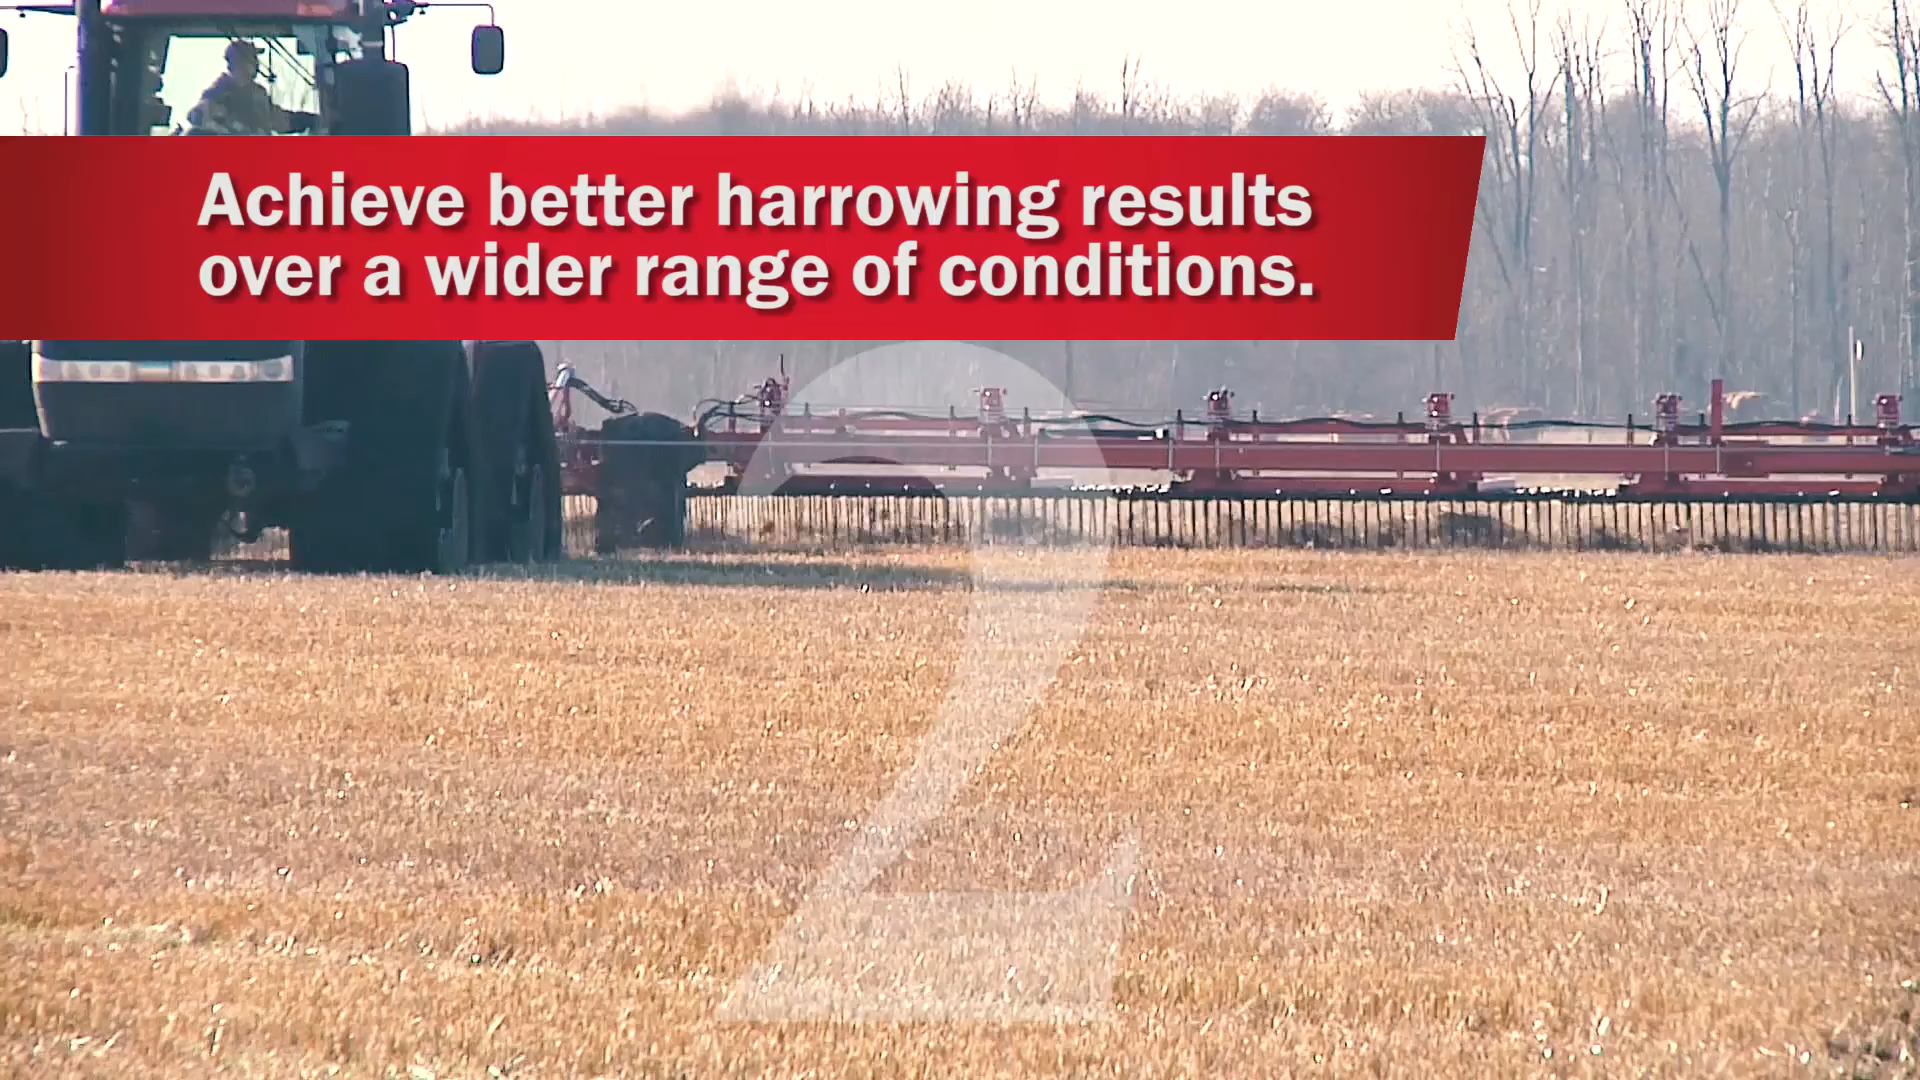 Achieve better harrowing results
over a wider range of conditions.
2